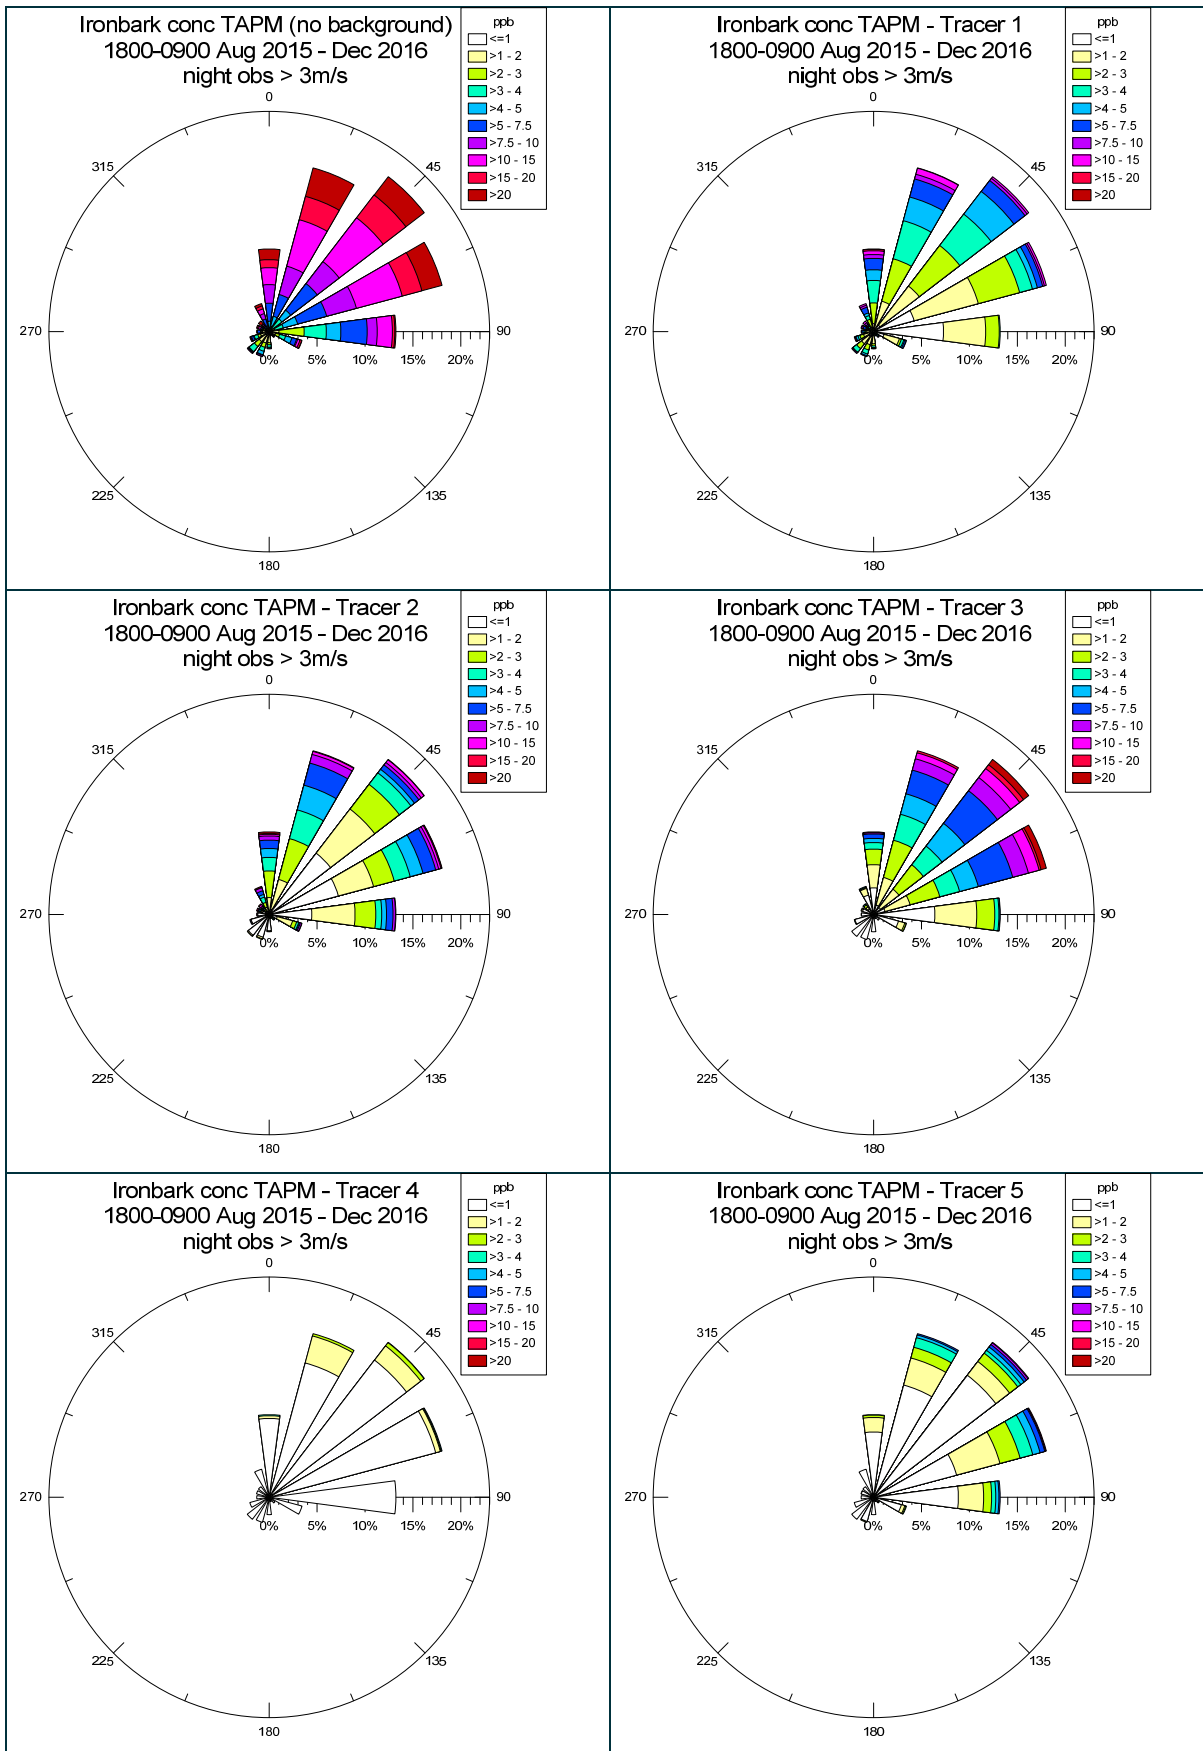 Ironbark conc TAPM (no background)
1800-0900 Aug 2015 - Dec 2016
night obs > 3m/s
ppb
<=1
>1 - 2
>2 - 3
>3 - 4
>4 - 5
>5 - 7.5
>7.5 - 10
>10 - 15
>15 - 20
>20
0
45
90
135
180
225
270
315
0% 5% 10% 15% 20%
Ironbark conc TAPM - Tracer 1
1800-0900 Aug 2015 - Dec 2016
night obs > 3m/s
ppb
<=1
>1 - 2
>2 - 3
>3 - 4
>4 - 5
>5 - 7.5
>7.5 - 10
>10 - 15
>15 - 20
>20
0
45
90
135
180
225
270
315
0% 5% 10% 15% 20%
Ironbark conc TAPM - Tracer 2
1800-0900 Aug 2015 - Dec 2016
night obs > 3m/s
ppb
<=1
>1 - 2
>2 - 3
>3 - 4
>4 - 5
>5 - 7.5
>7.5 - 10
>10 - 15
>15 - 20
>20
0
45
90
135
180
225
270
315
0% 5% 10% 15% 20%
Ironbark conc TAPM - Tracer 3
1800-0900 Aug 2015 - Dec 2016
night obs > 3m/s
ppb
<=1
>1 - 2
>2 - 3
>3 - 4
>4 - 5
>5 - 7.5
>7.5 - 10
>10 - 15
>15 - 20
>20
0
45
90
135
180
225
270
315
0% 5% 10% 15% 20%
Ironbark conc TAPM - Tracer 4
1800-0900 Aug 2015 - Dec 2016
night obs > 3m/s
ppb
<=1
>1 - 2
>2 - 3
>3 - 4
>4 - 5
>5 - 7.5
>7.5 - 10
>10 - 15
>15 - 20
>20
0
45
90
135
180
225
270
315
0% 5% 10% 15% 20%
Ironbark conc TAPM - Tracer 5
1800-0900 Aug 2015 - Dec 2016
night obs > 3m/s
ppb
<=1
>1 - 2
>2 - 3
>3 - 4
>4 - 5
>5 - 7.5
>7.5 - 10
>10 - 15
>15 - 20
>20
0
45
90
135
180
225
270
315
0% 5% 10% 15% 20%